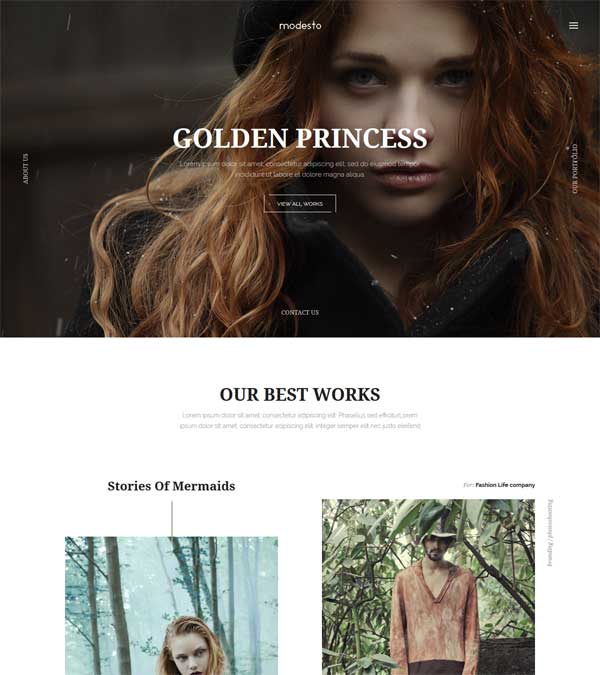 modesto
GOLDEN PRINCESS
Lorem ipsum dolor sit amet, consectetur adipiscing elit, sed do eiusmod tempor
incididunt ut labore et dolore magna aliqua.
VIEW ALL WORKS
ABOUT US
OUR PORTFOLIO
CONTACT US
OUR BEST WORKS
Lorem ipsum dolor sit amet, consectetur adipiscing elit. Phasellus sed efficitur lorem
ipsum dolor sit amet, consectetur adipiscing elit. integer semper est nec justo eleifend
Stories Of Mermaids
For: Fashion Life company
branding / photoshooting